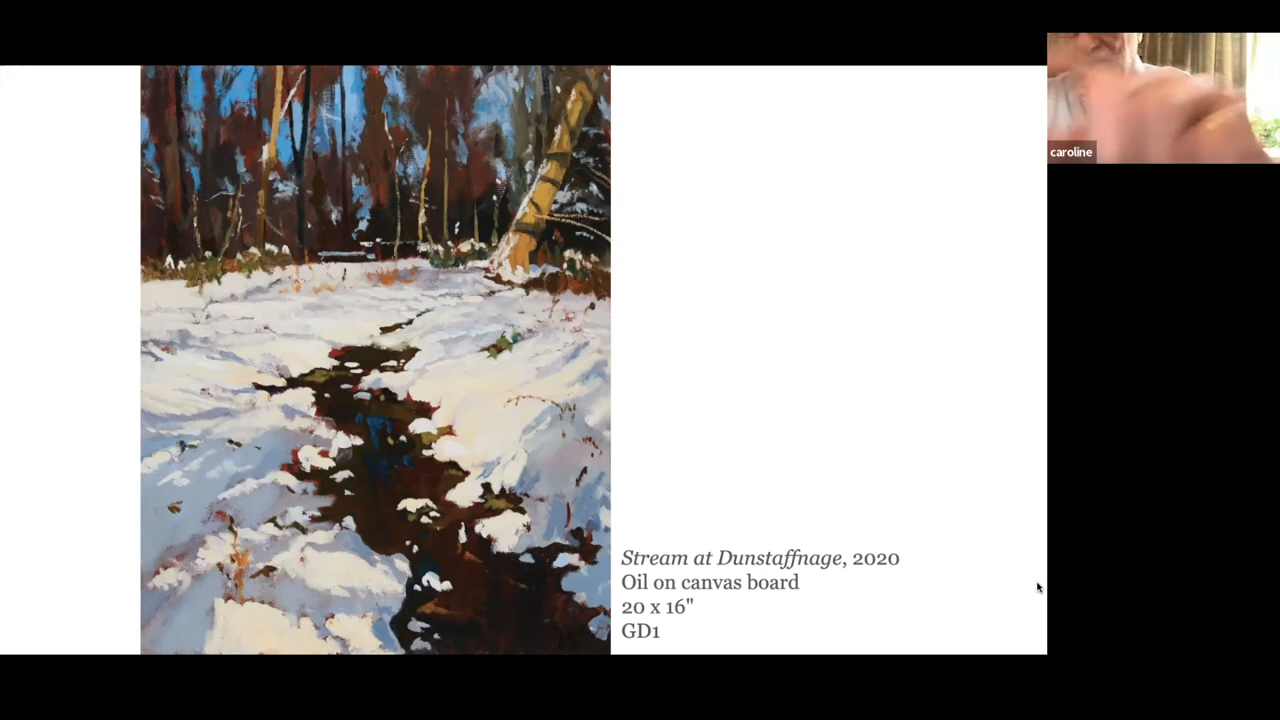 caroline
Stream at Dunstaffnage, 2020
Oil on canvas board
20 x 16"
GD1